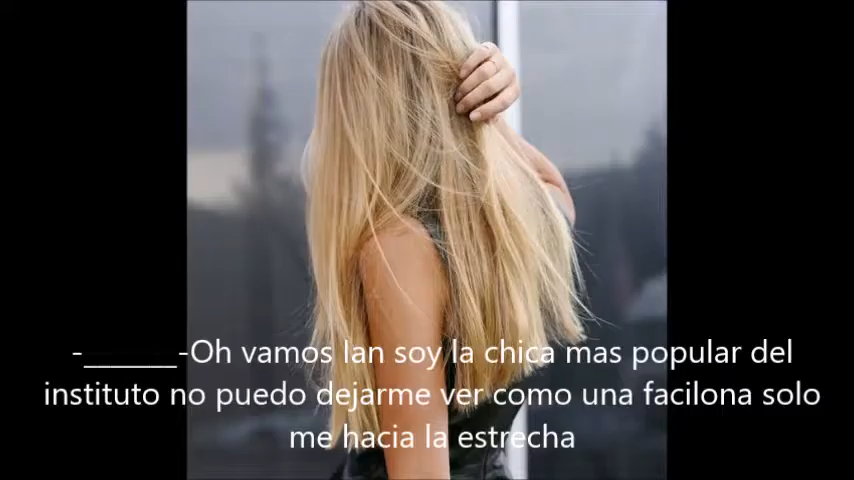 -_______-Oh vamos Ian soy la chica mas popular del
instituto no puedo dejarme ver como una facilona solo
me hacia la estrecha